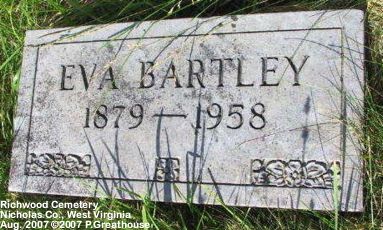 EVA BARTLEY
1879 — 1958
Richwood Cemetery
Nicholas Co., West Virginia
Aug, 2007 ©2007 P.Greathouse